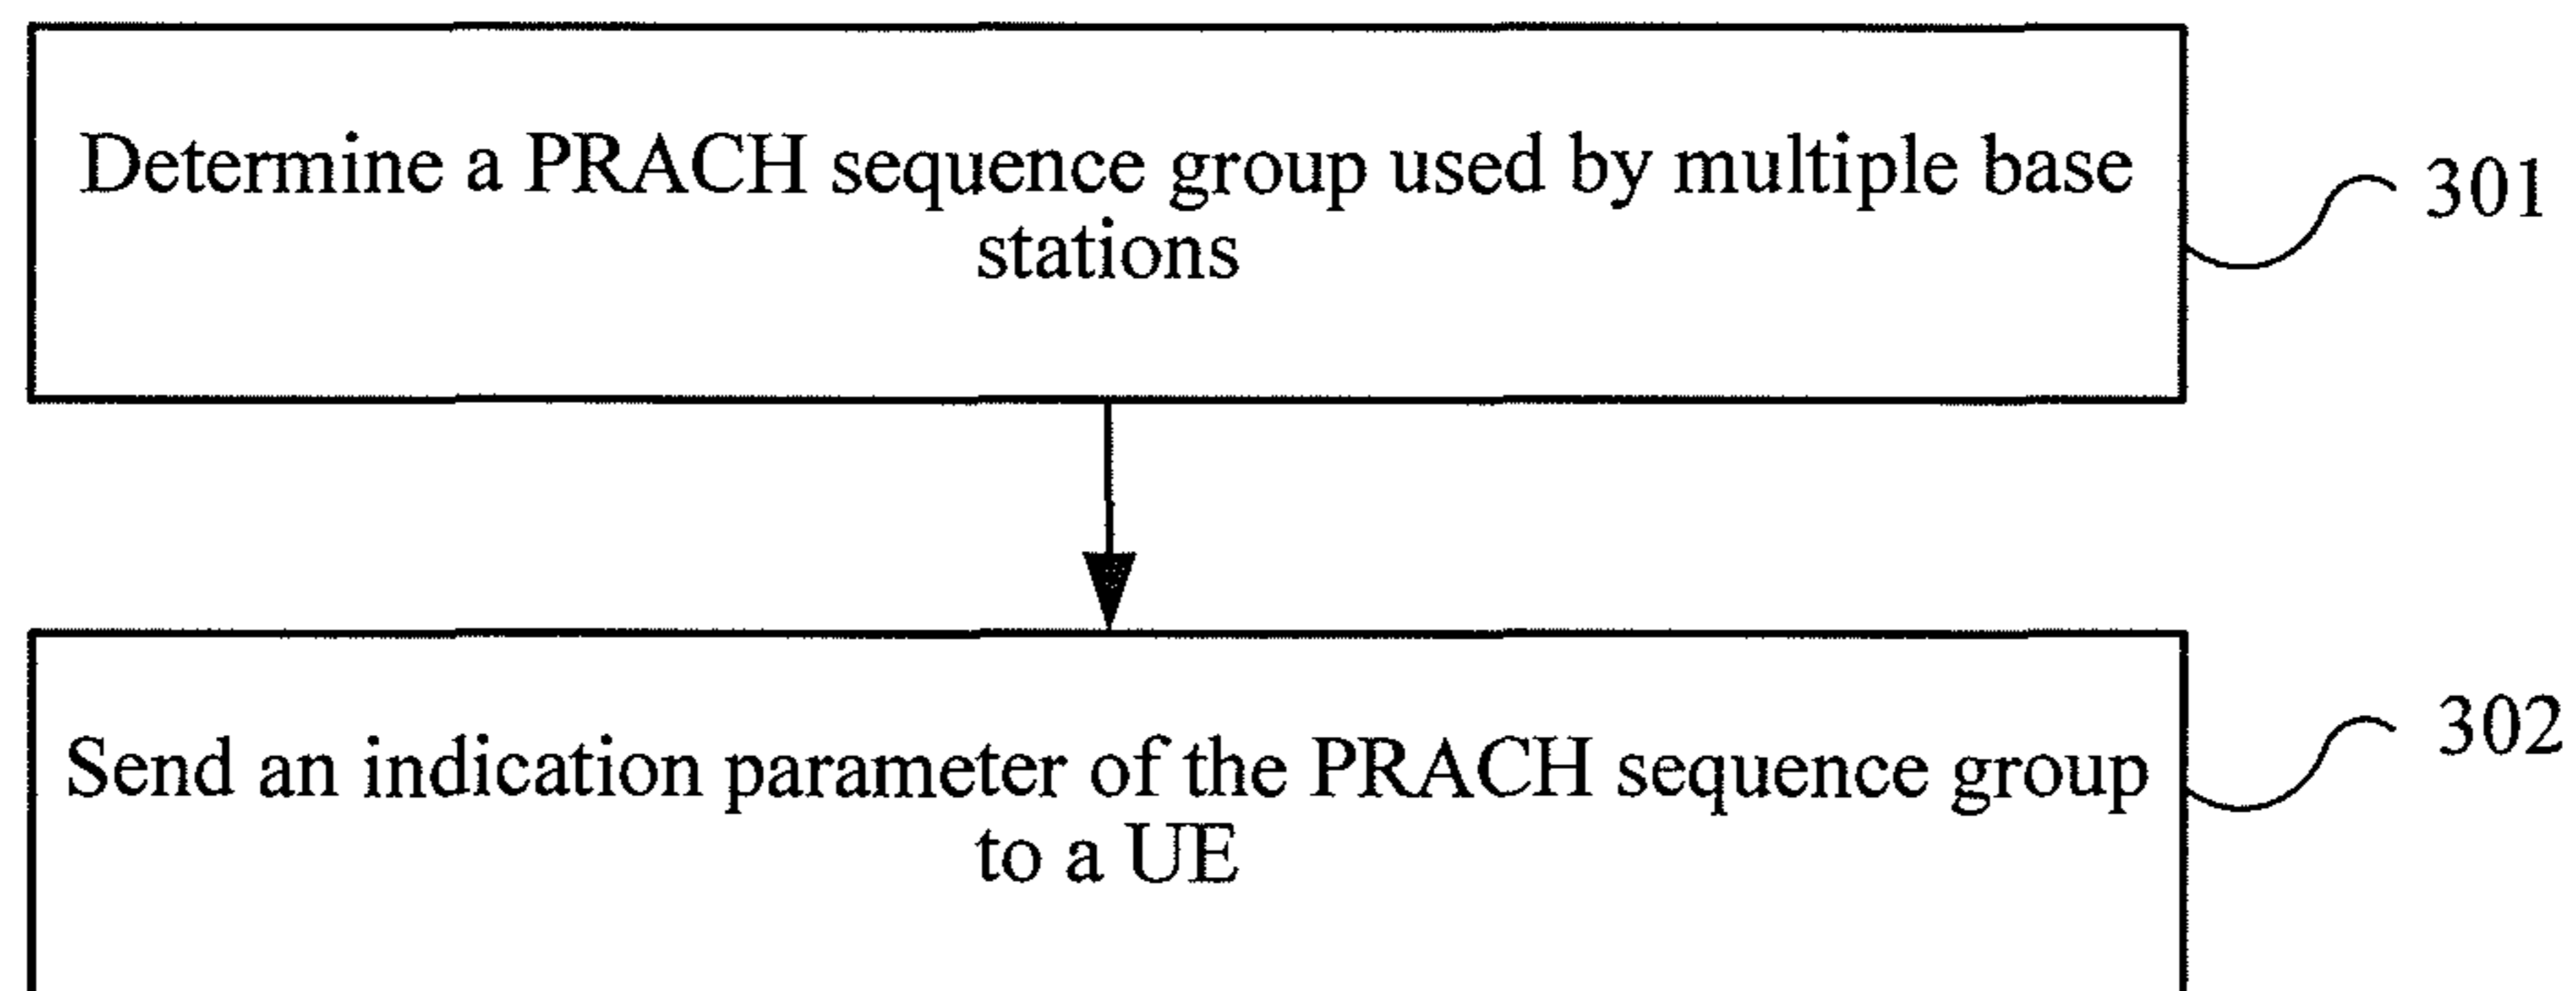 Determine a PRACH sequence group used by multiple base
stations
301
Send an indication parameter of the PRACH sequence group
to a UE
302